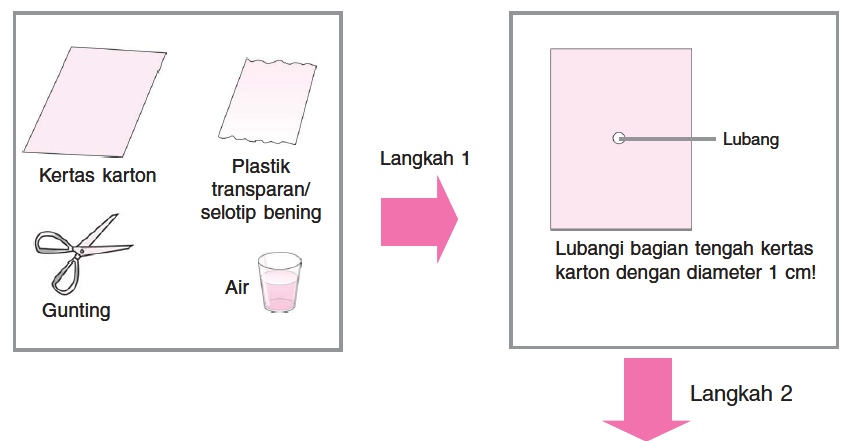 Kertas karton
Plastik
transparan/
selotip bening
Gunting
Air
Langkah 1
Lubang
Lubangi bagian tengah kertas
karton dengan diameter 1 cm!
Langkah 2